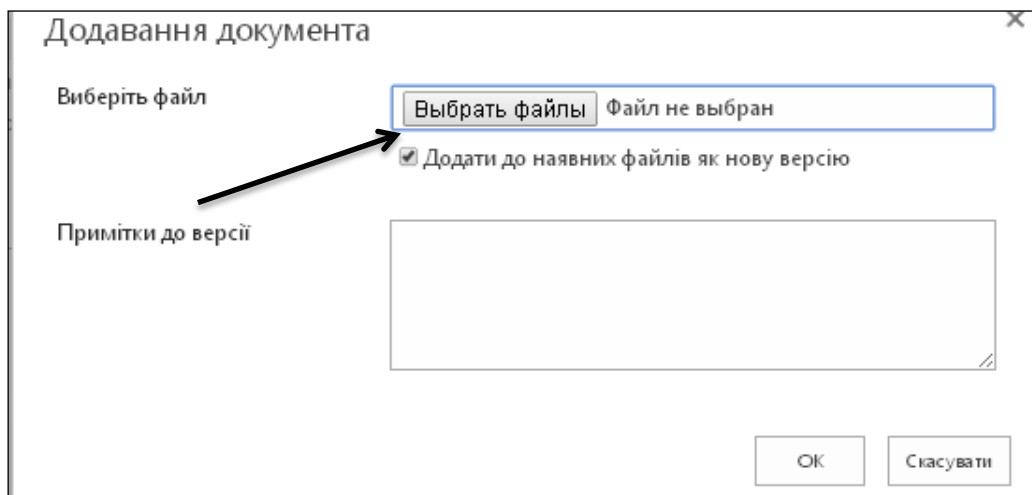 Додавання документа
Виберіть файл
Выбрать файлы Файл не выбран
Додати до наявних файлів як нову версію
Примітки до версії
ОК Скасувати